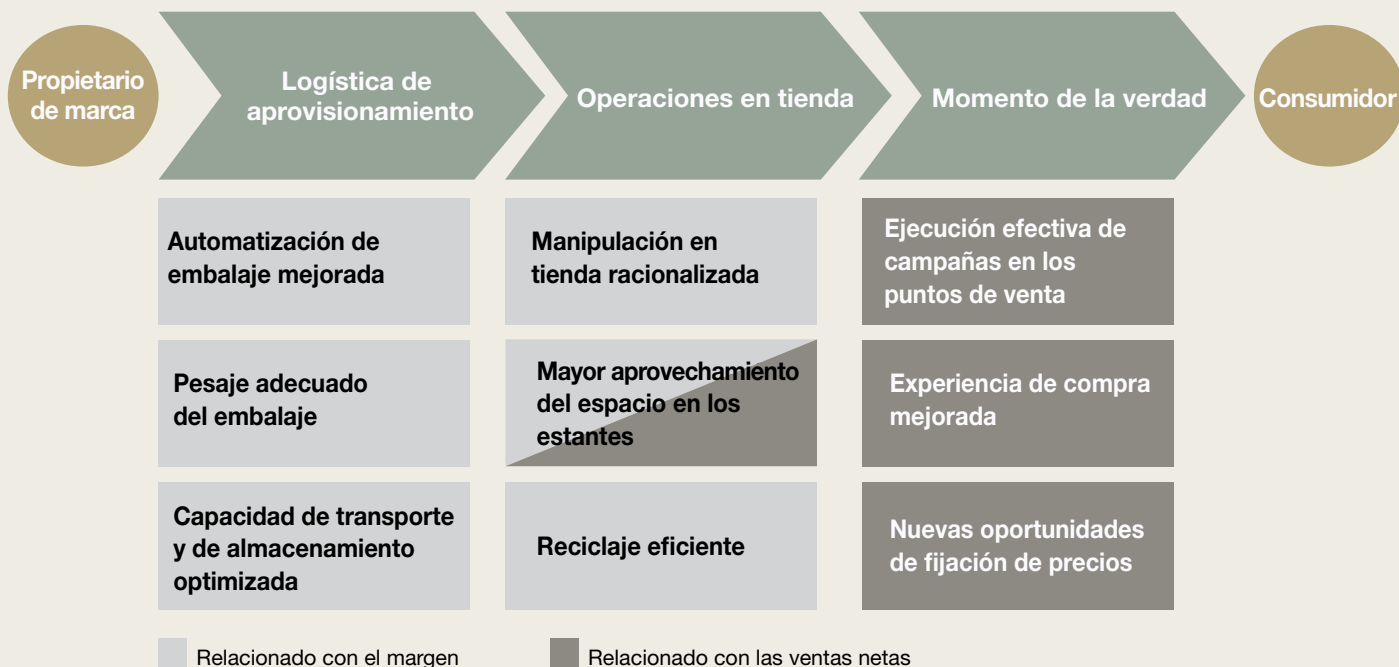 Propietario
de marca
Logística de
aprovisionamiento
Operaciones en tienda
Momento de la verdad
Consumidor
Automatización de
embalaje mejorada
Manipulación en
tienda racionalizada
Ejecución efectiva de
campañas en los
puntos de venta
Pesaje adecuado
del embalaje
Mayor aprovechamiento
del espacio en los
estantes
Experiencia de compra
mejorada
Capacidad de transporte
y de almacenamiento
optimizada
Reciclaje eficiente
Nuevas oportunidades
de fijación de precios
Relacionado con el margen
Relacionado con las ventas netas